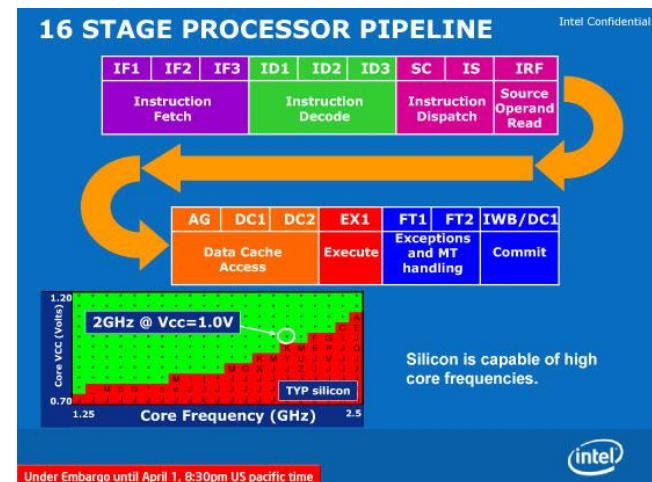 16 STAGE PROCESSOR PIPELINE
Intel Confidential
IF1 IF2 IF3 ID1 ID2 ID3 SC IS IRF
Instruction Fetch
Instruction Decode
Instruction Dispatch
Source Operand Read
AG DC1 DC2 EX1 FT1 FT2 IWB/DC1
Data Cache Access
Execute
Exceptions and MT handling
Commit
1.20
Core VCC (Volts)
2GHz @ Vcc=1.0V
TYP silicon
0.70
1.25 Core Frequency (GHz) 2.5
Silicon is capable of high
core frequencies.
intel
Under Embargo until April 1, 8:30pm US pacific time